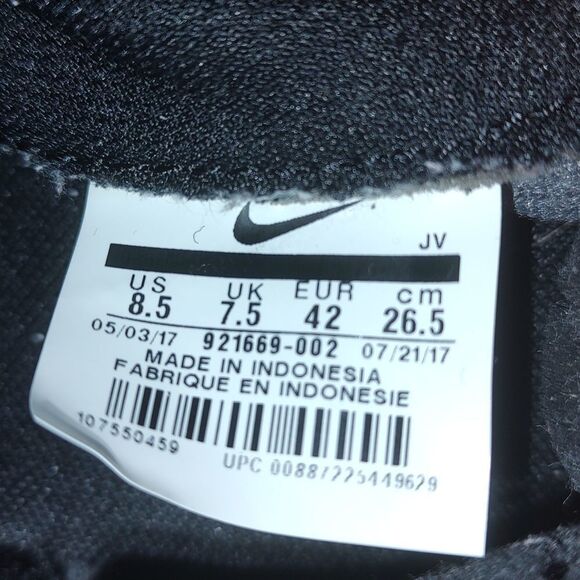 JV
US UK EUR cm
8.5 7.5 42 26.5
05/03/17 921669-002 07/21/17
MADE IN INDONESIA
FABRIQUE EN INDONESIE
107550459
UPC 00887225449629